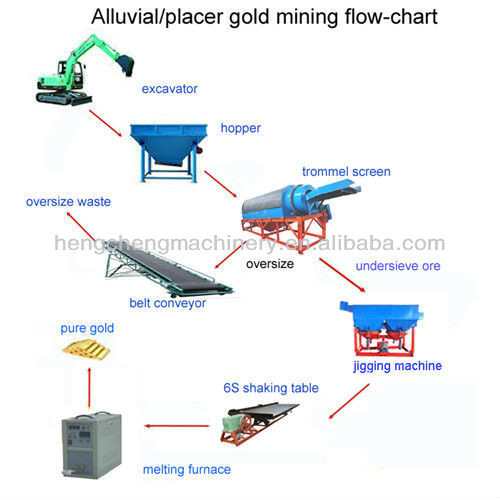 Alluvial/placer gold mining flow-chart
excavator
hopper
trommel screen
oversize waste
hengchengmachinery.en.alibaba.com
oversize
undersieve ore
belt conveyor
pure gold
jigging machine
6S shaking table
melting furnace